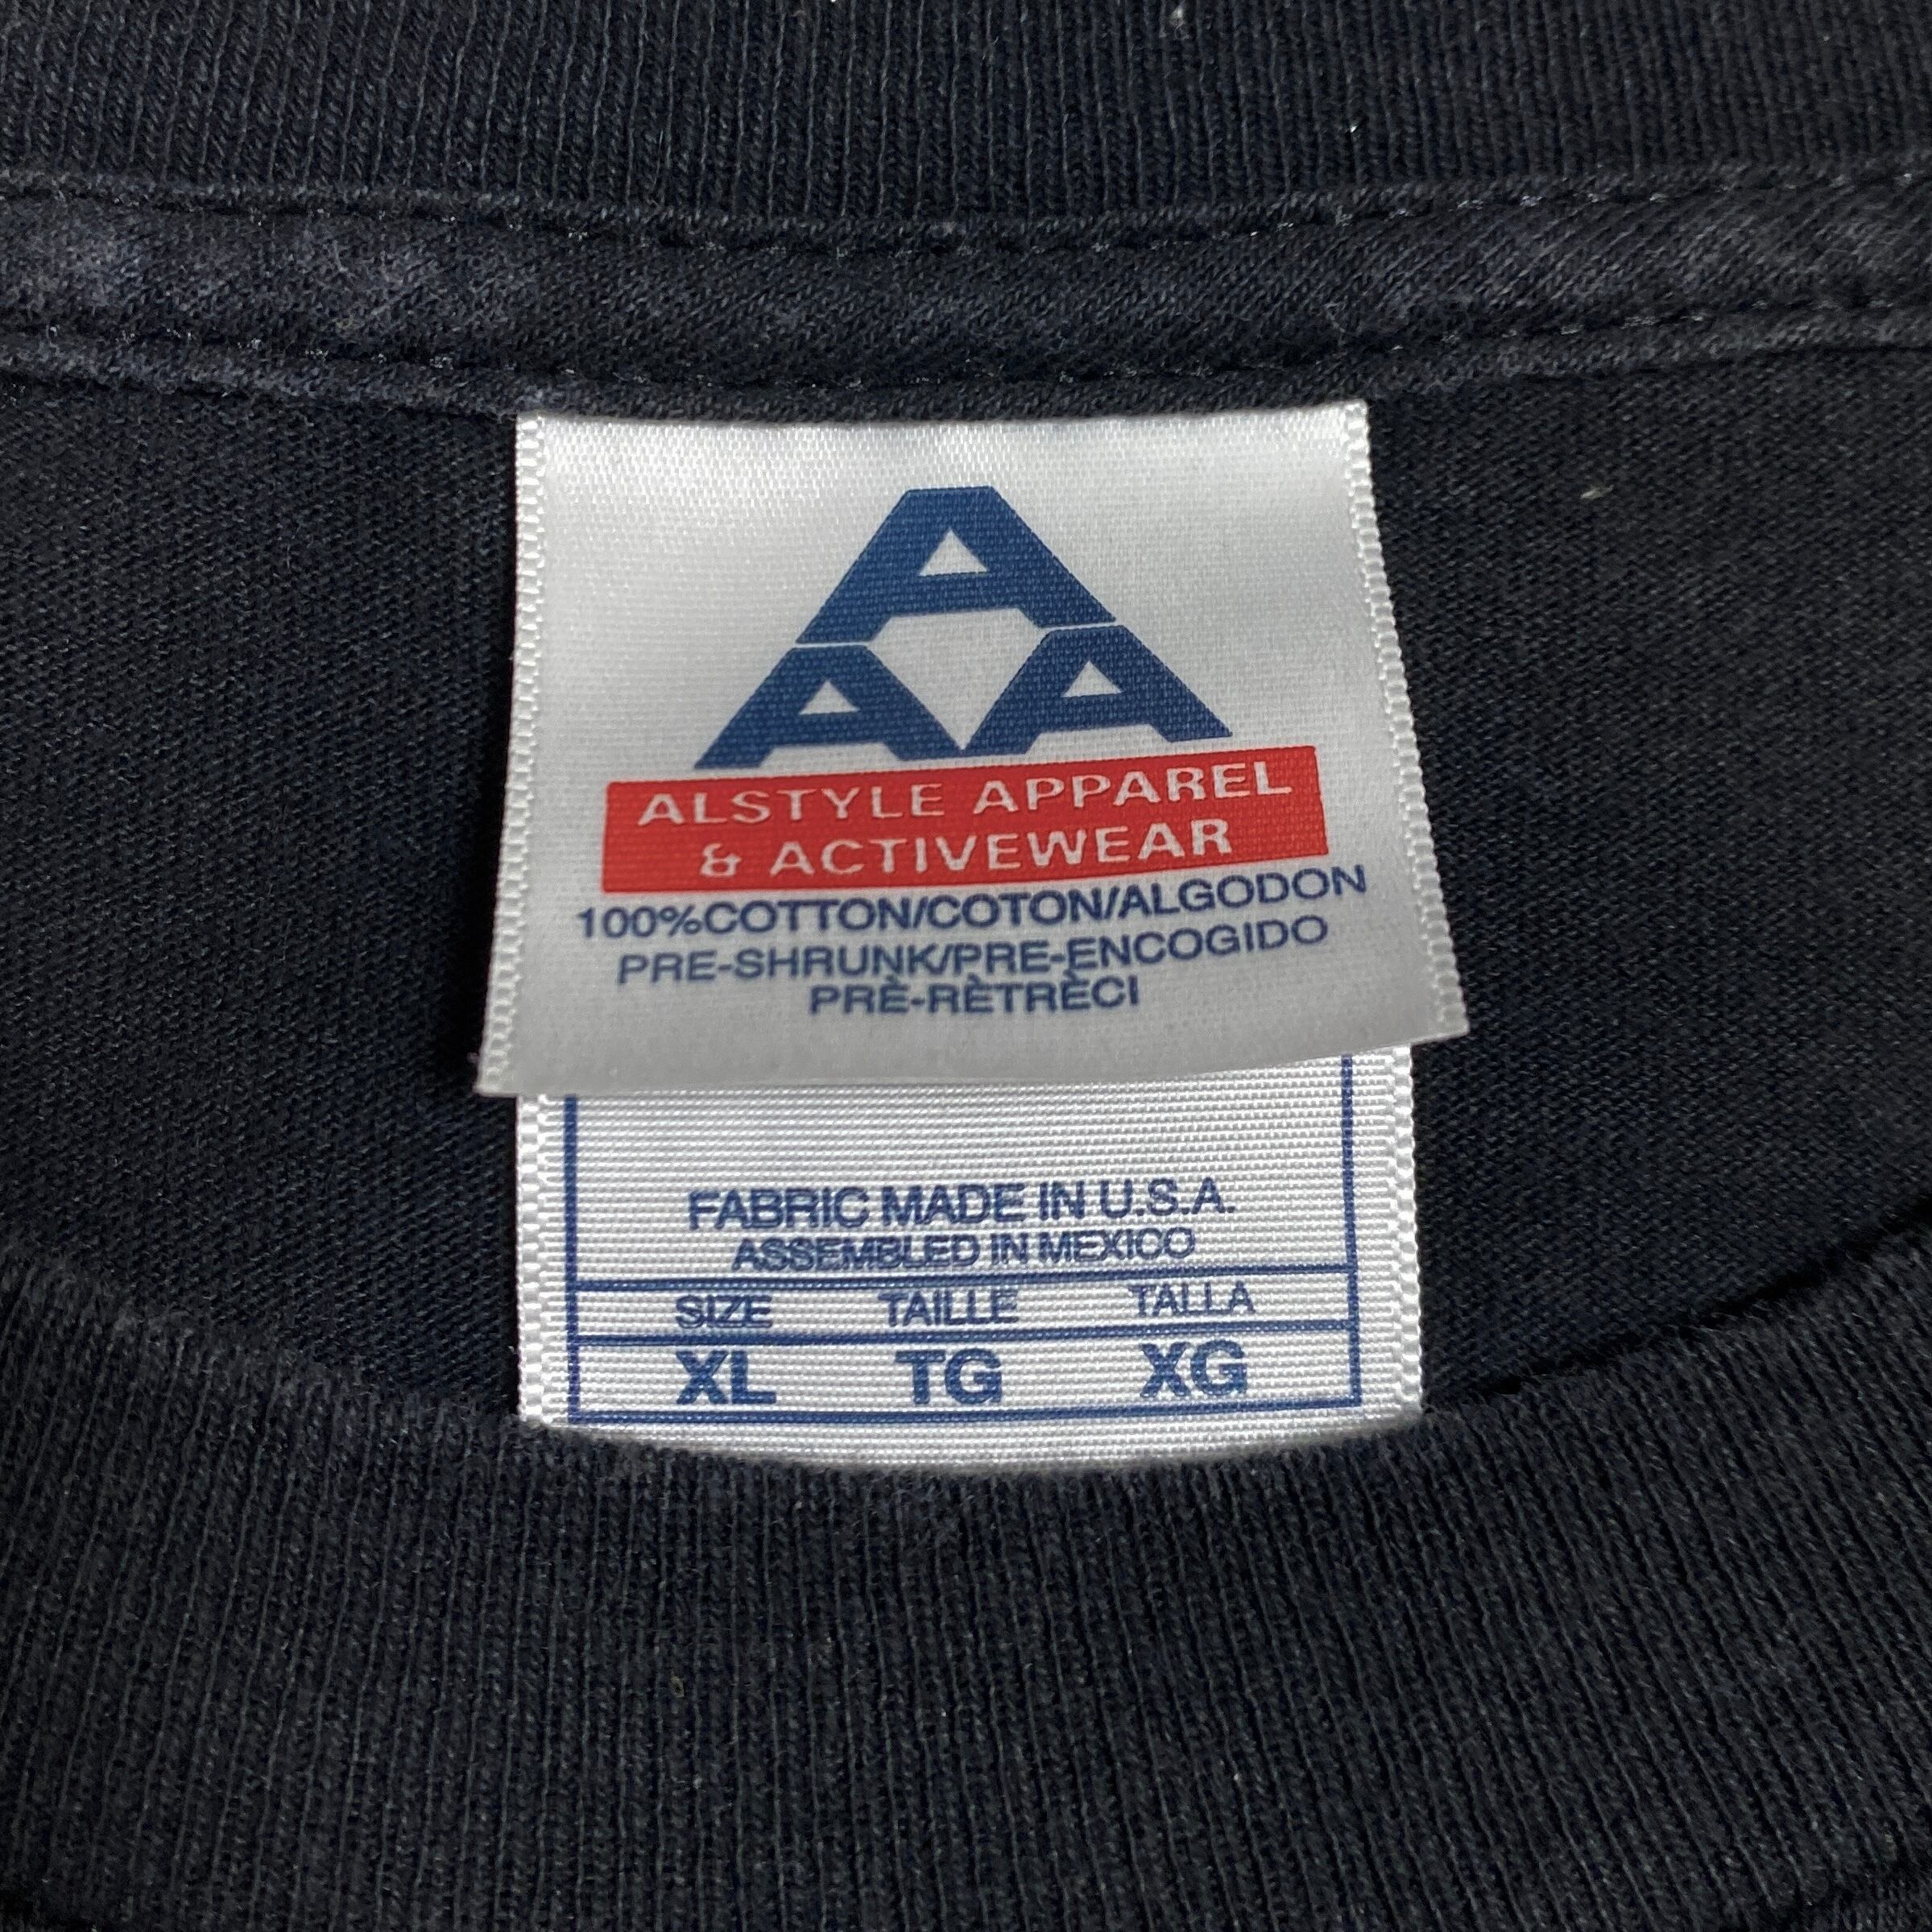 A
A A
ALSTYLE APPAREL
& ACTIVEWEAR
100%COTTON/COTON/ALGODON
PRE-SHRUNK/PRE-ENCOGIDO
PRÈ-RÈTRÈCI
FABRIC MADE IN U.S.A.
ASSEMBLED IN MEXICO
SIZE TAILLE TALLA
XL TG XG